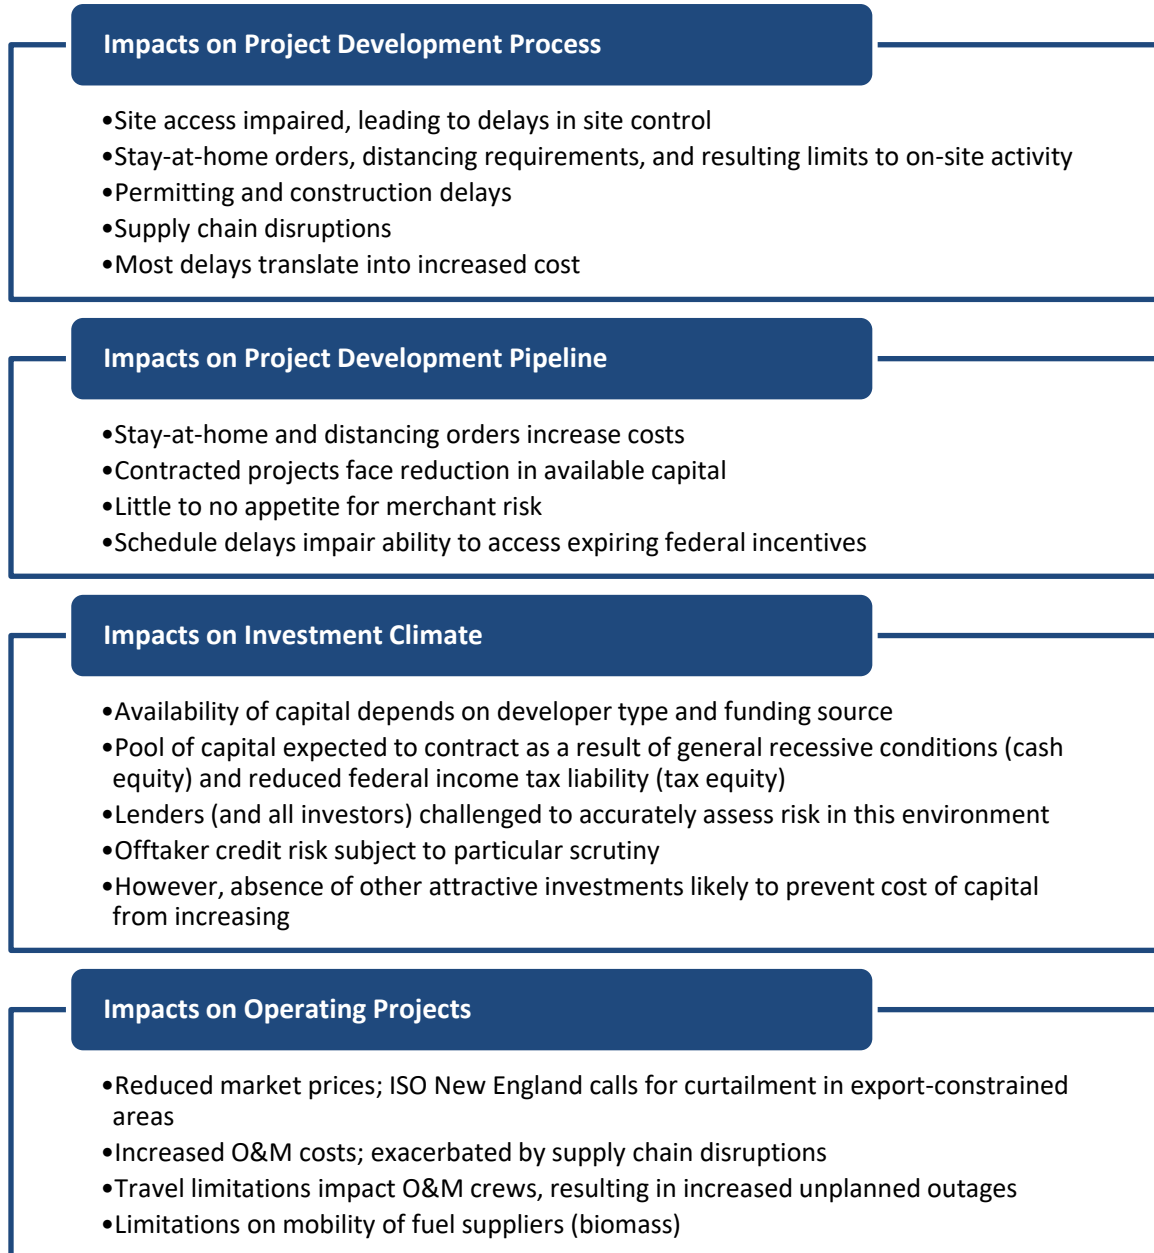 Impacts on Project Development Process
•Site access impaired, leading to delays in site control
•Stay-at-home orders, distancing requirements, and resulting limits to on-site activity
•Permitting and construction delays
•Supply chain disruptions
•Most delays translate into increased cost
Impacts on Project Development Pipeline
•Stay-at-home and distancing orders increase costs
•Contracted projects face reduction in available capital
•Little to no appetite for merchant risk
•Schedule delays impair ability to access expiring federal incentives
Impacts on Investment Climate
•Availability of capital depends on developer type and funding source
•Pool of capital expected to contract as a result of general recessive conditions (cash
equity) and reduced federal income tax liability (tax equity)
•Lenders (and all investors) challenged to accurately assess risk in this environment
•Offtaker credit risk subject to particular scrutiny
•However, absence of other attractive investments likely to prevent cost of capital
from increasing
Impacts on Operating Projects
•Reduced market prices; ISO New England calls for curtailment in export-constrained
areas
•Increased O&M costs; exacerbated by supply chain disruptions
•Travel limitations impact O&M crews, resulting in increased unplanned outages
•Limitations on mobility of fuel suppliers (biomass)